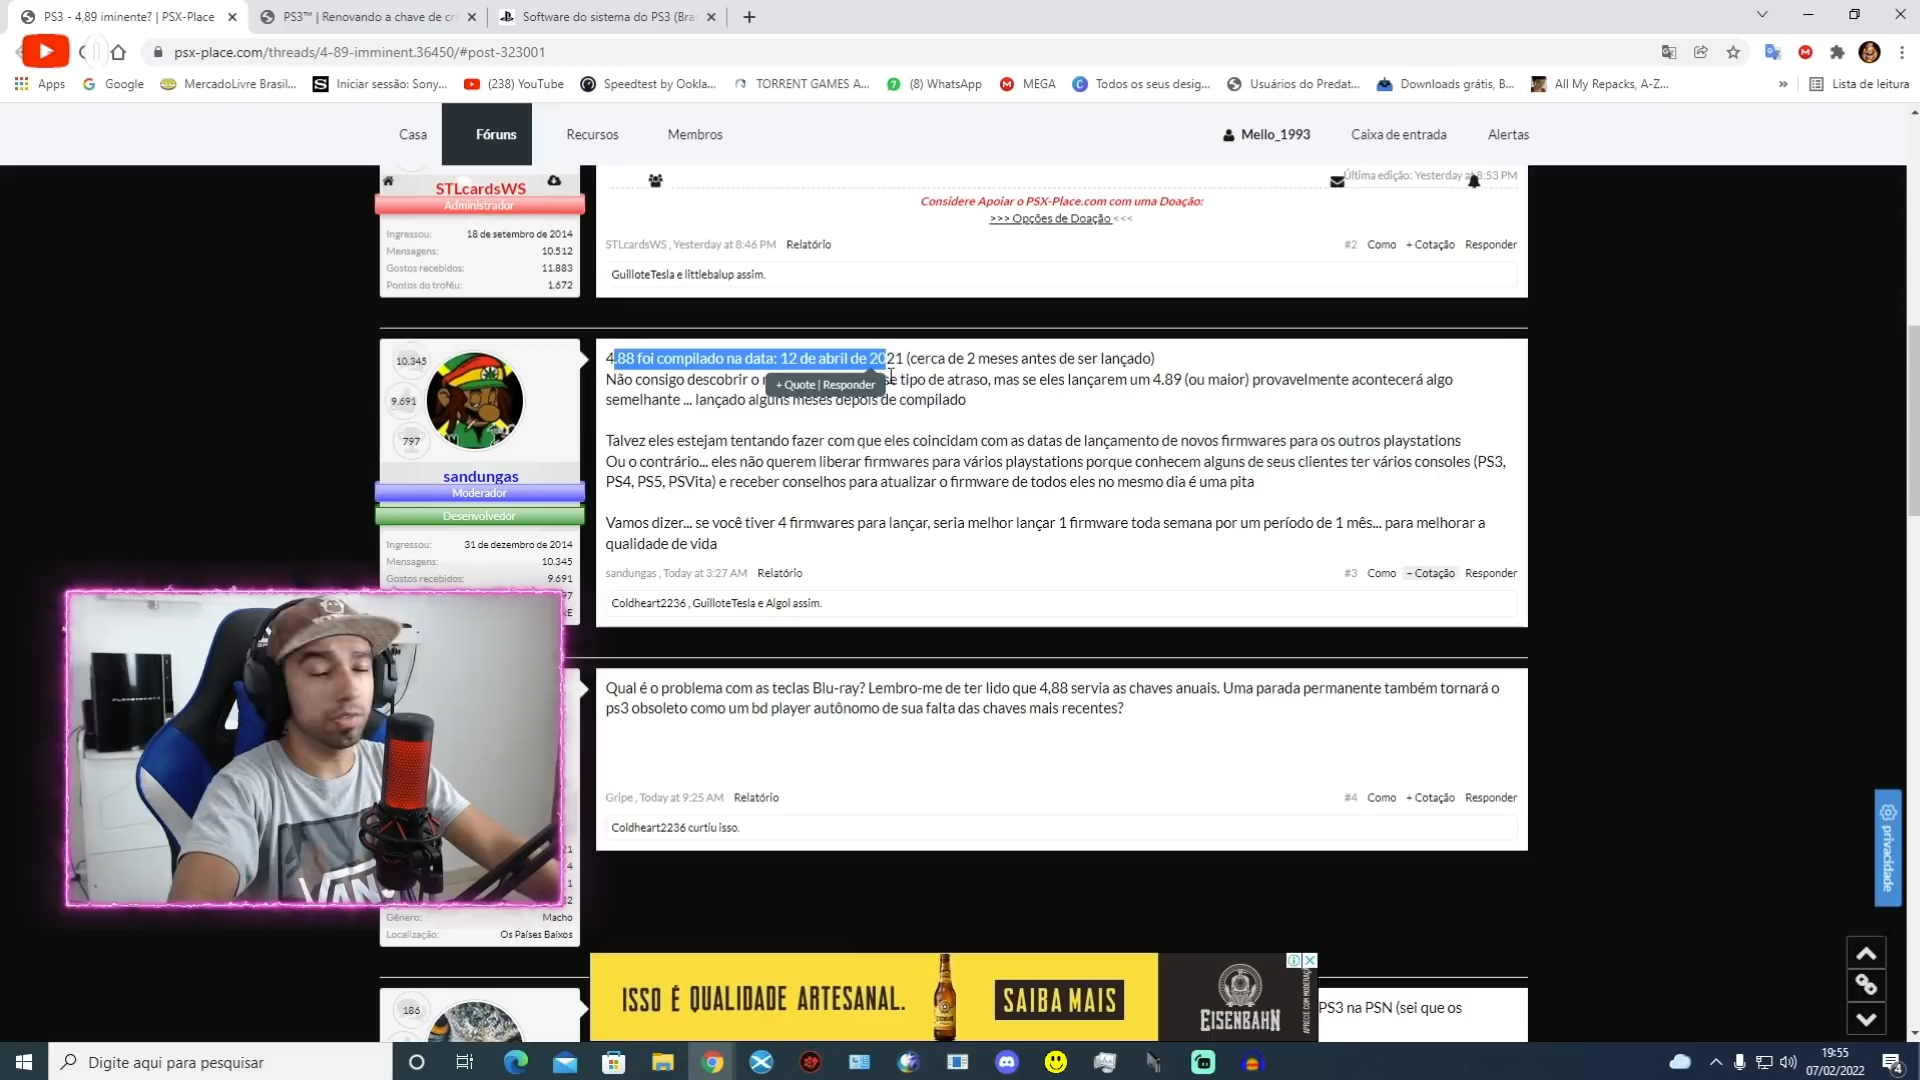 PS3 - 4,89 iminente? | PSX-Place
PS3™ | Renovando a chave de cri
Software do sistema do PS3 (Bra
psx-place.com/threads/4-89-imminent.36450/#post-323001
Apps
Google
MercadoLivre Brasil...
Iniciar sessão: Sony...
(238) YouTube
Speedtest by Ookla...
TORRENT GAMES A...
(8) WhatsApp
MEGA
Todos os seus desig...
Usuários do Predat...
Downloads grátis, B...
All My Repacks, A-Z...
»
Lista de leitura
Casa
Fóruns
Recursos
Membros
Mello_1993
Caixa de entrada
Alertas
STLcardsWS
Administrador
Ingressou: 18 de setembro de 2014
Mensagens: 10.512
Gostos recebidos: 11.883
Pontos do troféu: 1.672
Última edição: Yesterday at 8:53 PM
Considere Apoiar o PSX-Place.com com uma Doação:
>>> Opções de Doação <<<
STLcardsWS , Yesterday at 8:46 PM Relatório
#2 Como + Cotação Responder
GuilloteTesla e littlebalup assim.
10.345
9.691
797
sandungas
Moderador
Desenvolvedor
Ingressou: 31 de dezembro de 2014
Mensagens: 10.345
Gostos recebidos: 9.691
4.88 foi compilado na data: 12 de abril de 2021 (cerca de 2 meses antes de ser lançado)
Não consigo descobrir o
+ Quote | Responder
tipo de atraso, mas se eles lançarem um 4.89 (ou maior) provavelmente acontecerá algo
semelhante ... lançado alguns meses depois de compilado
Talvez eles estejam tentando fazer com que eles coincidam com as datas de lançamento de novos firmwares para os outros playstations
Ou o contrário... eles não querem liberar firmwares para vários playstations porque conhecem alguns de seus clientes ter vários consoles (PS3,
PS4, PS5, PSVita) e receber conselhos para atualizar o firmware de todos eles no mesmo dia é uma pita
Vamos dizer... se você tiver 4 firmwares para lançar, seria melhor lançar 1 firmware toda semana por um período de 1 mês... para melhorar a
qualidade de vida
sandungas , Today at 3:27 AM Relatório
#3 Como − Cotação Responder
Coldheart2236 , GuilloteTesla e Algol assim.
Qual é o problema com as teclas Blu-ray? Lembro-me de ter lido que 4,88 servia as chaves anuais. Uma parada permanente também tornará o
ps3 obsoleto como um bd player autônomo de sua falta das chaves mais recentes?
Gripe , Today at 9:25 AM Relatório
#4 Como + Cotação Responder
Coldheart2236 curtiu isso.
Gênero: Macho
Localização: Os Países Baixos
privacidade
186
ISSO É QUALIDADE ARTESANAL.
SAIBA MAIS
EISENBAHN
PS3 na PSN (sei que os
VANS
Digite aqui para pesquisar
19:55
07/02/2022
4